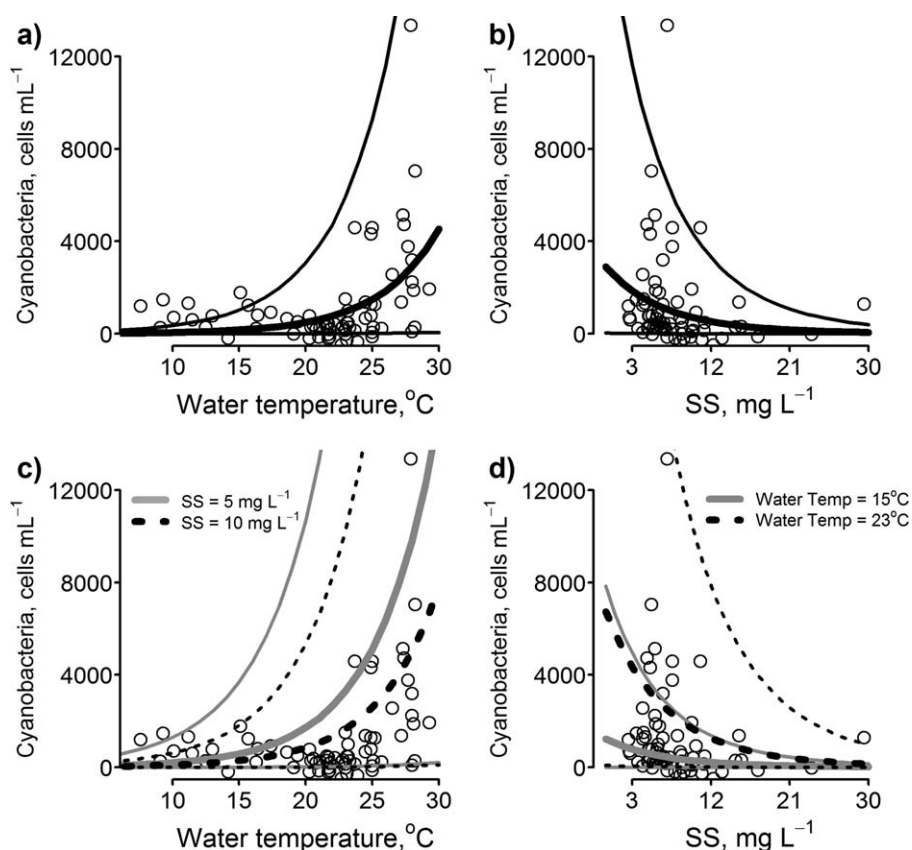 a)
Cyanobacteria, cells mL⁻¹
12000
8000
4000
0
10 15 20 25 30
Water temperature,°C
b)
Cyanobacteria, cells mL⁻¹
12000
8000
4000
0
3 12 21 30
SS, mg L⁻¹
c)
Cyanobacteria, cells mL⁻¹
SS = 5 mg L⁻¹
SS = 10 mg L⁻¹
12000
8000
4000
0
10 15 20 25 30
Water temperature,°C
d)
Cyanobacteria, cells mL⁻¹
Water Temp = 15°C
Water Temp = 23°C
12000
8000
4000
0
3 12 21 30
SS, mg L⁻¹